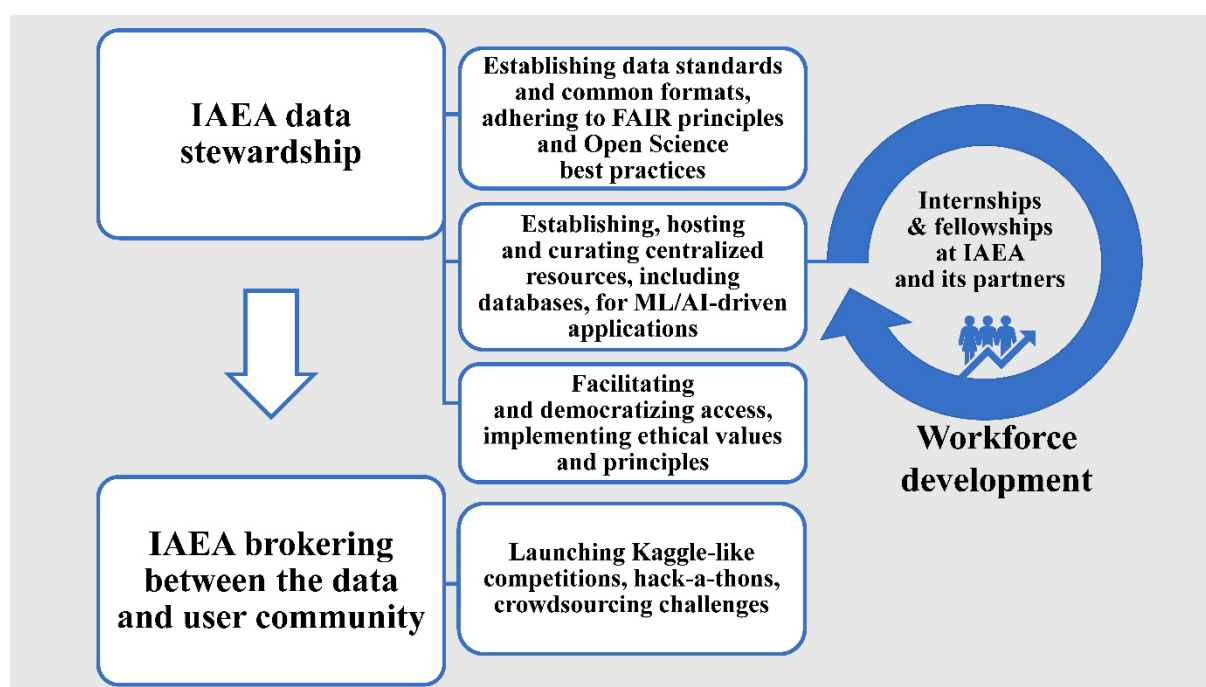 IAEA data
stewardship
Establishing data standards
and common formats,
adhering to FAIR principles
and Open Science
best practices
Establishing, hosting
and curating centralized
resources, including
databases, for ML/AI-driven
applications
Facilitating
and democratizing access,
implementing ethical values
and principles
Internships
& fellowships
at IAEA
and its partners
Workforce
development
IAEA brokering
between the data
and user community
Launching Kaggle-like
competitions, hack-a-thons,
crowdsourcing challenges